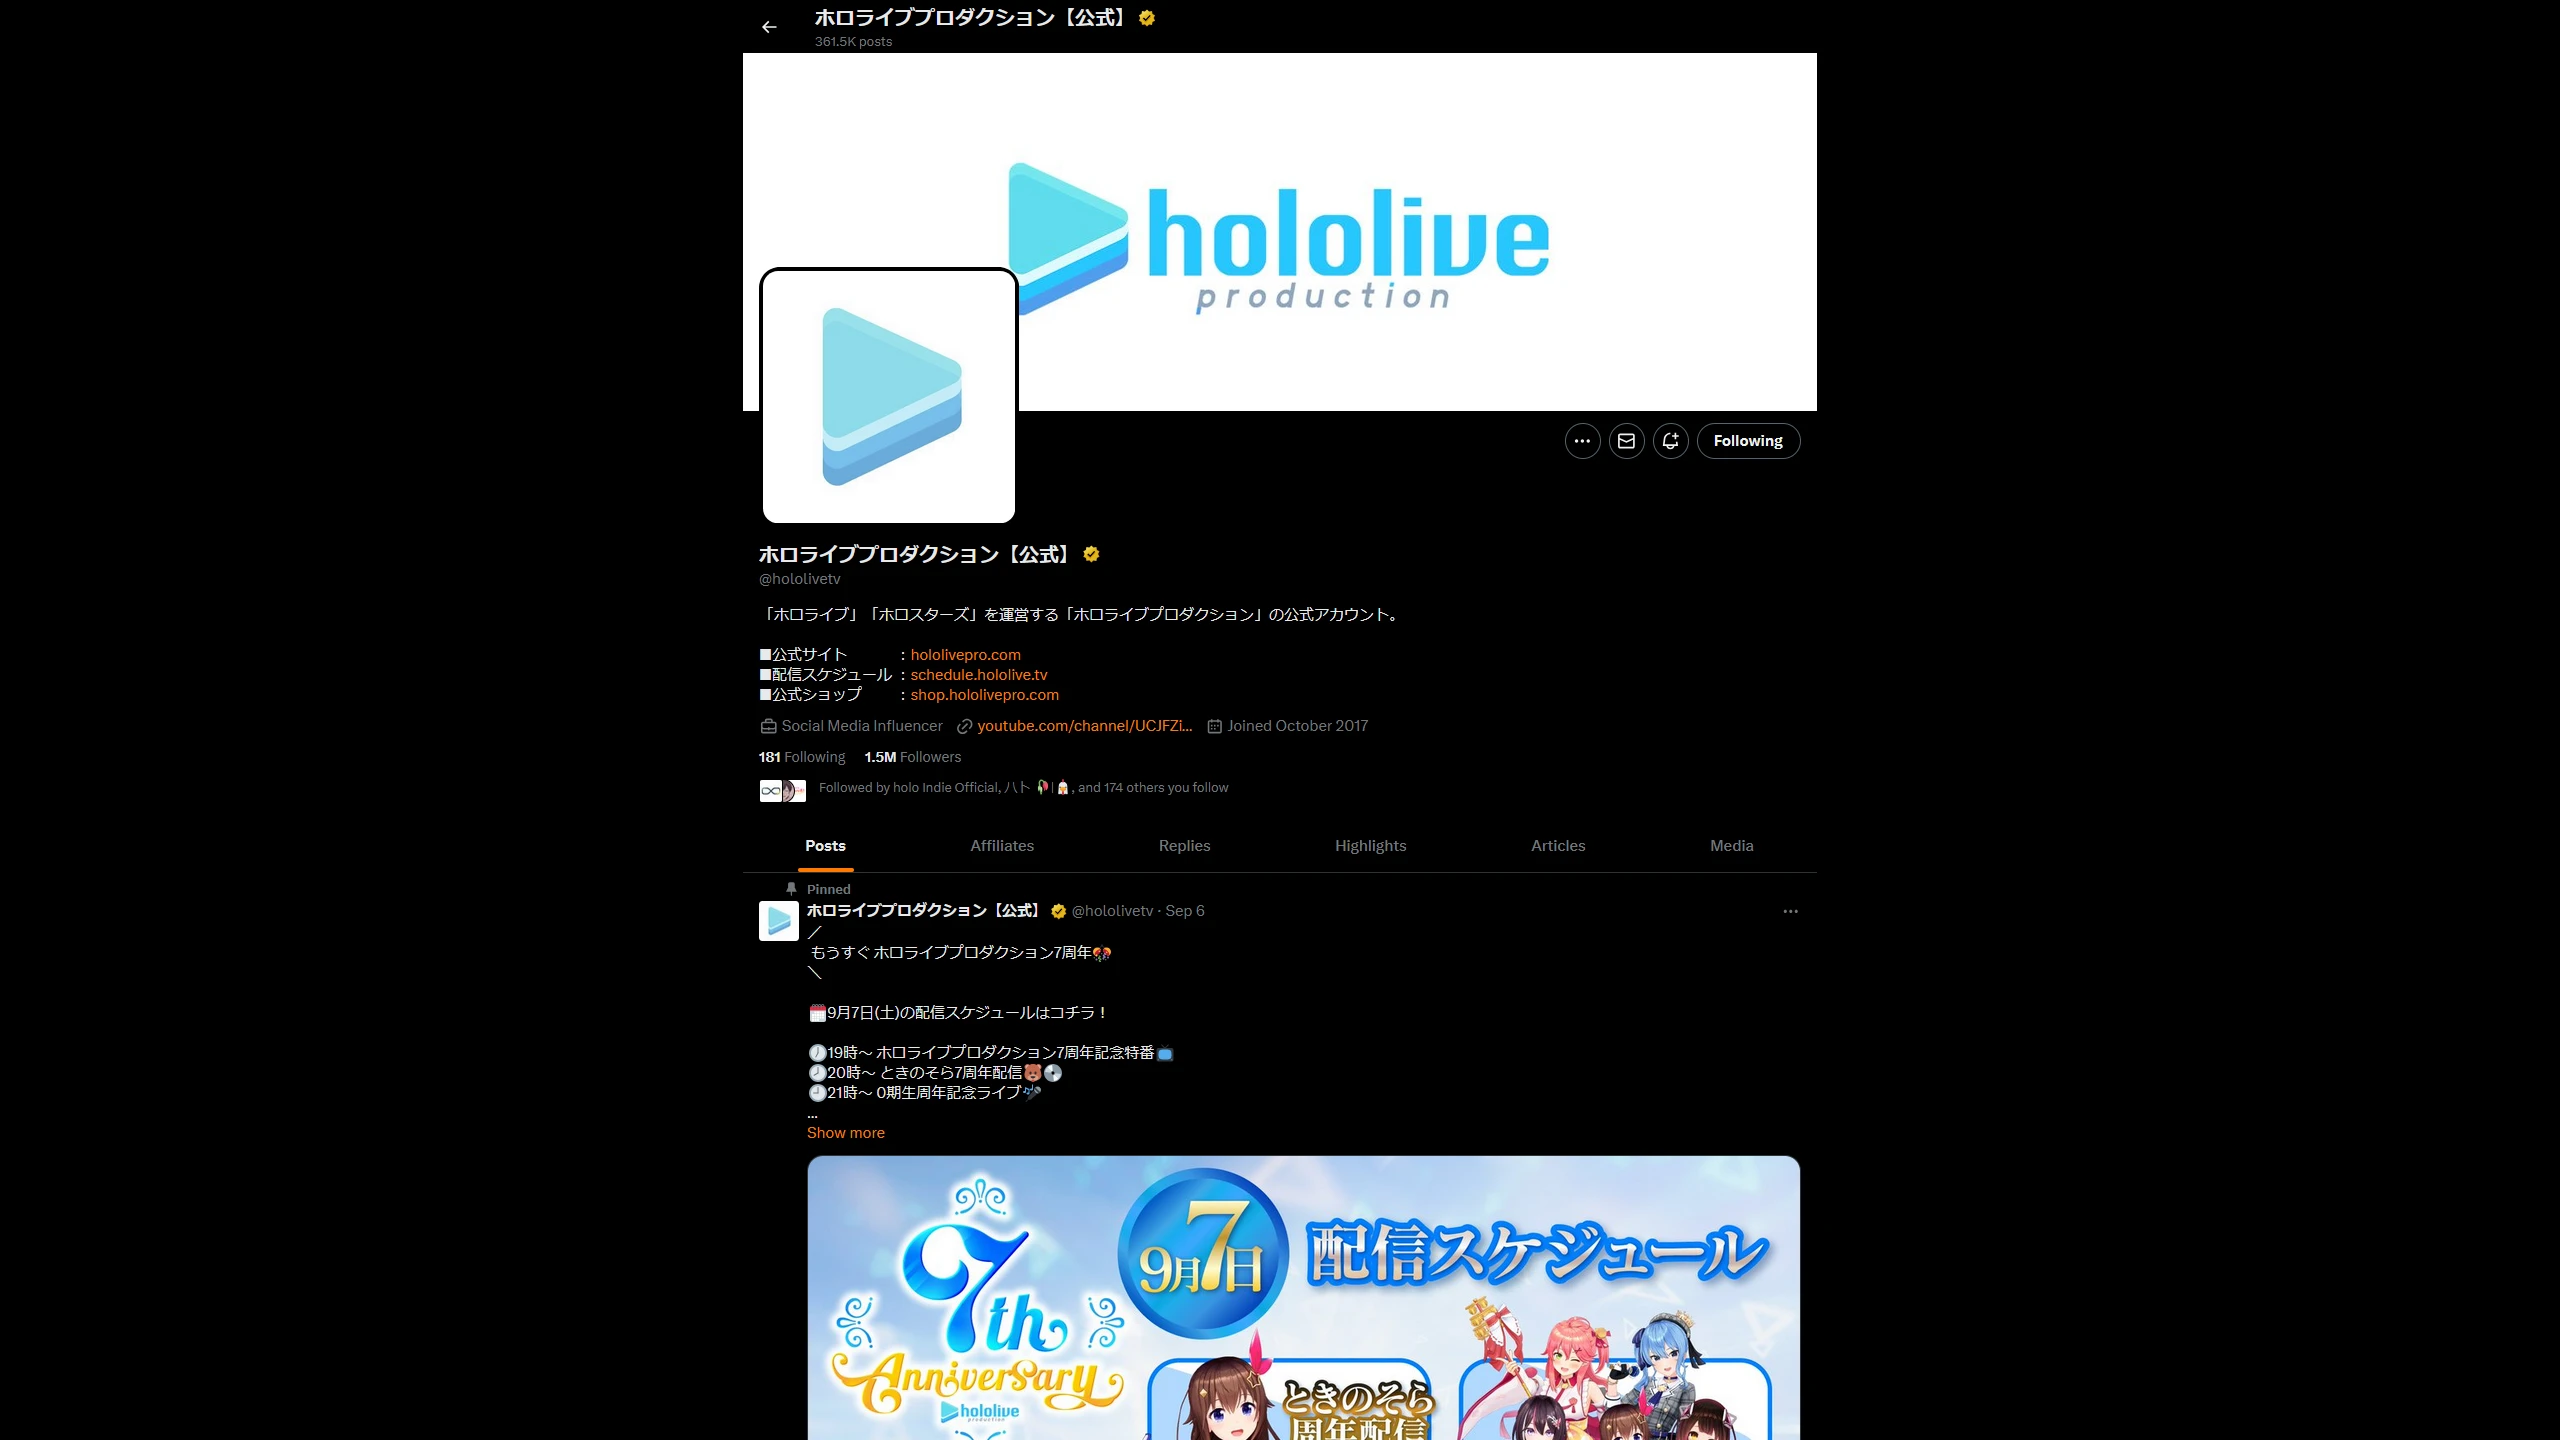 ホロライブプロダクション【公式】
361.5K posts
hololive
production
Following
ホロライブプロダクション【公式】
@hololivetv
「ホロライブ」「ホロスターズ」を運営する「ホロライブプロダクション」の公式アカウント。
■公式サイト　　　：hololivepro.com
■配信スケジュール ：schedule.hololive.tv
■公式ショップ　　：shop.hololivepro.com
Social Media Influencer youtube.com/channel/UCJFZi… Joined October 2017
181 Following 1.5M Followers
Followed by holo Indie Official, ハト 🥀|👘, and 174 others you follow
Posts Affiliates Replies Highlights Articles Media
Pinned
ホロライブプロダクション【公式】 @hololivetv · Sep 6
／
もうすぐ ホロライブプロダクション7周年🎊
＼
🗓️9月7日(土)の配信スケジュールはコチラ！
🕖19時～ ホロライブプロダクション7周年記念特番📺
🕗20時～ ときのそら7周年配信🐻💿
🕘21時～ 0期生周年記念ライブ🎤
...
Show more
9月7日 配信スケジュール
7th
Anniversary
hololive
production
ときのそら
周年配信